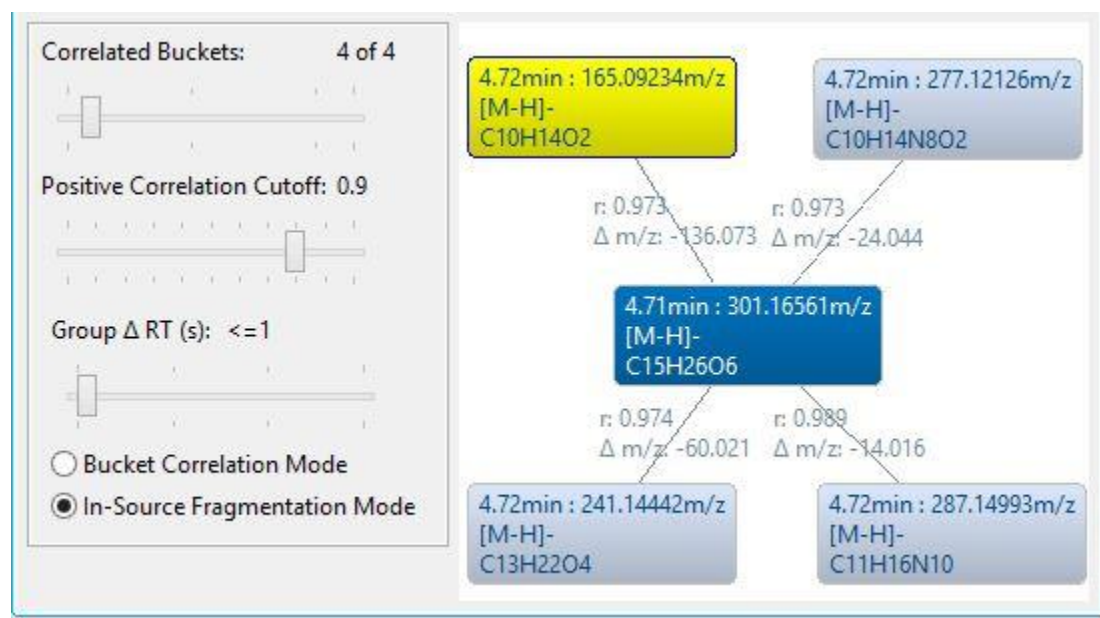 Correlated Buckets: 4 of 4
Positive Correlation Cutoff: 0.9
Group Δ RT (s): <=1
Bucket Correlation Mode
In-Source Fragmentation Mode
4.72min : 165.09234m/z
[M-H]-
C10H14O2
4.72min : 277.12126m/z
[M-H]-
C10H14N8O2
r: 0.973
Δ m/z: -136.073
r: 0.973
Δ m/z: -24.044
4.71min : 301.16561m/z
[M-H]-
C15H26O6
r: 0.974
Δ m/z: -60.021
r: 0.989
Δ m/z: -14.016
4.72min : 241.14442m/z
[M-H]-
C13H22O4
4.72min : 287.14993m/z
[M-H]-
C11H16N10